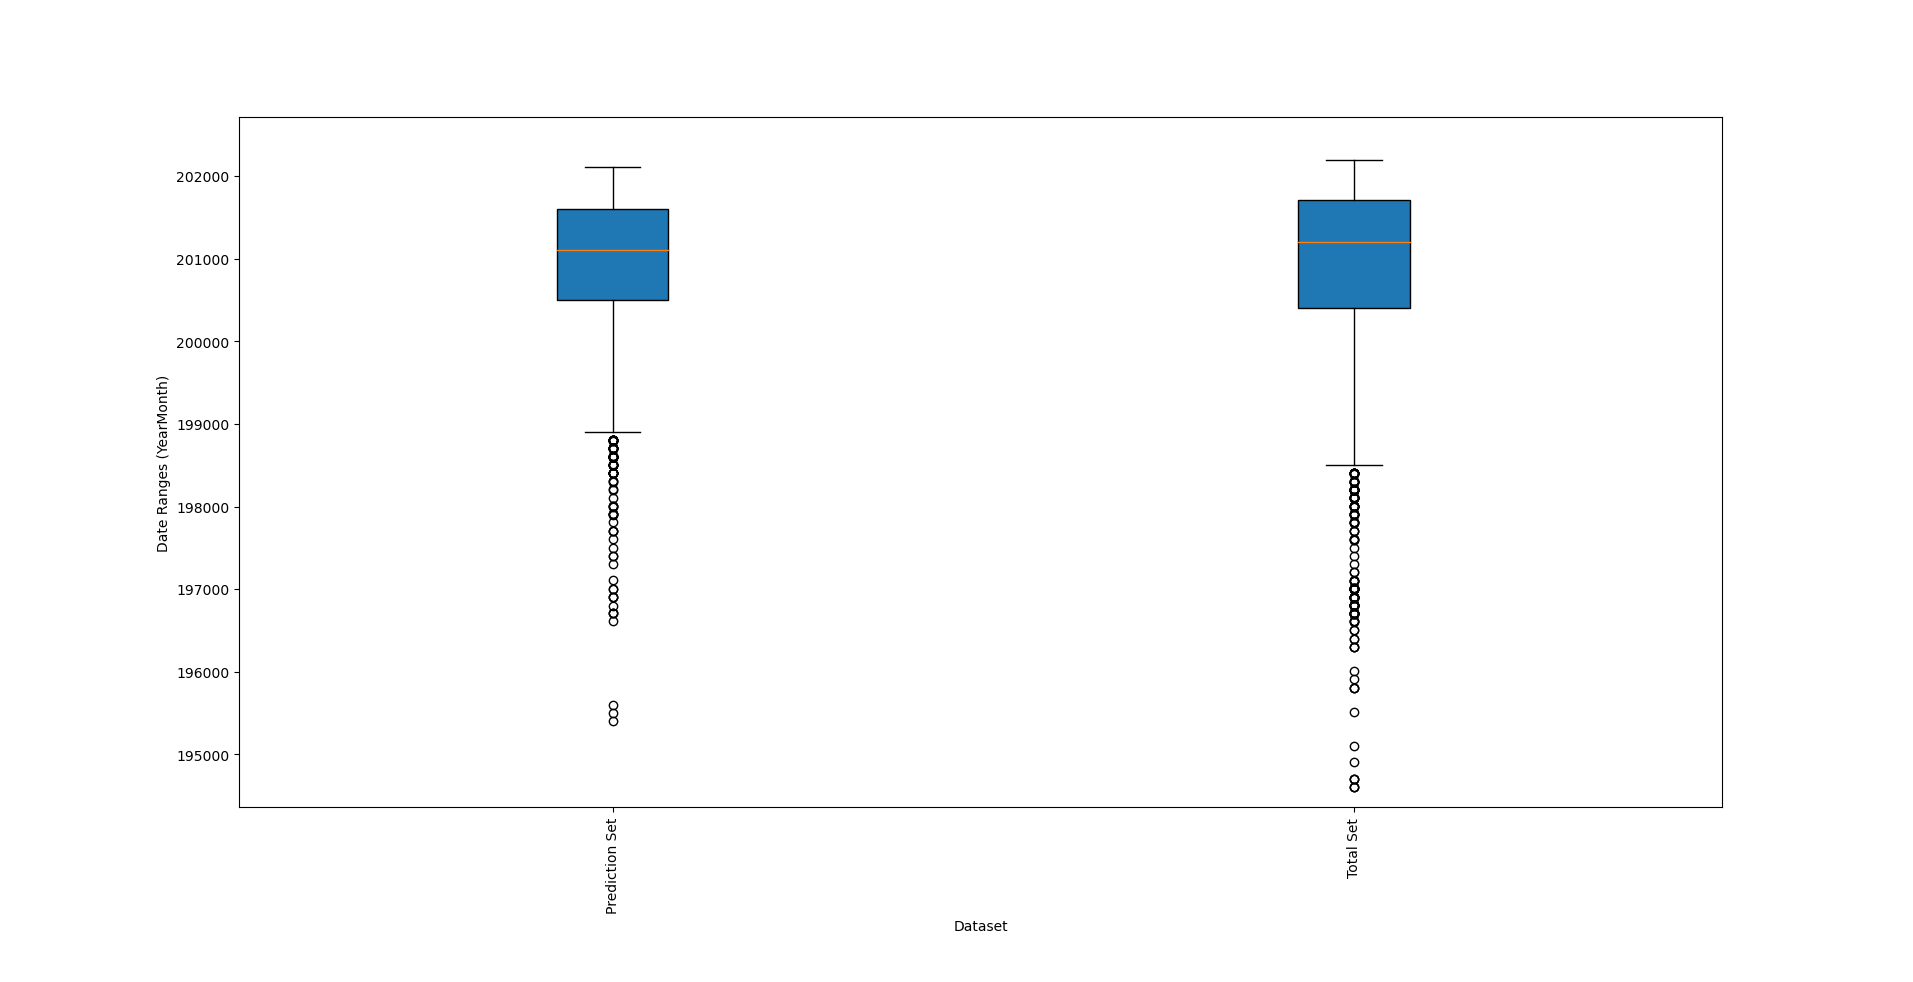 202000
201000
200000
199000
198000
197000
196000
195000
Date Ranges (YearMonth)
Prediction Set
Total Set
Dataset